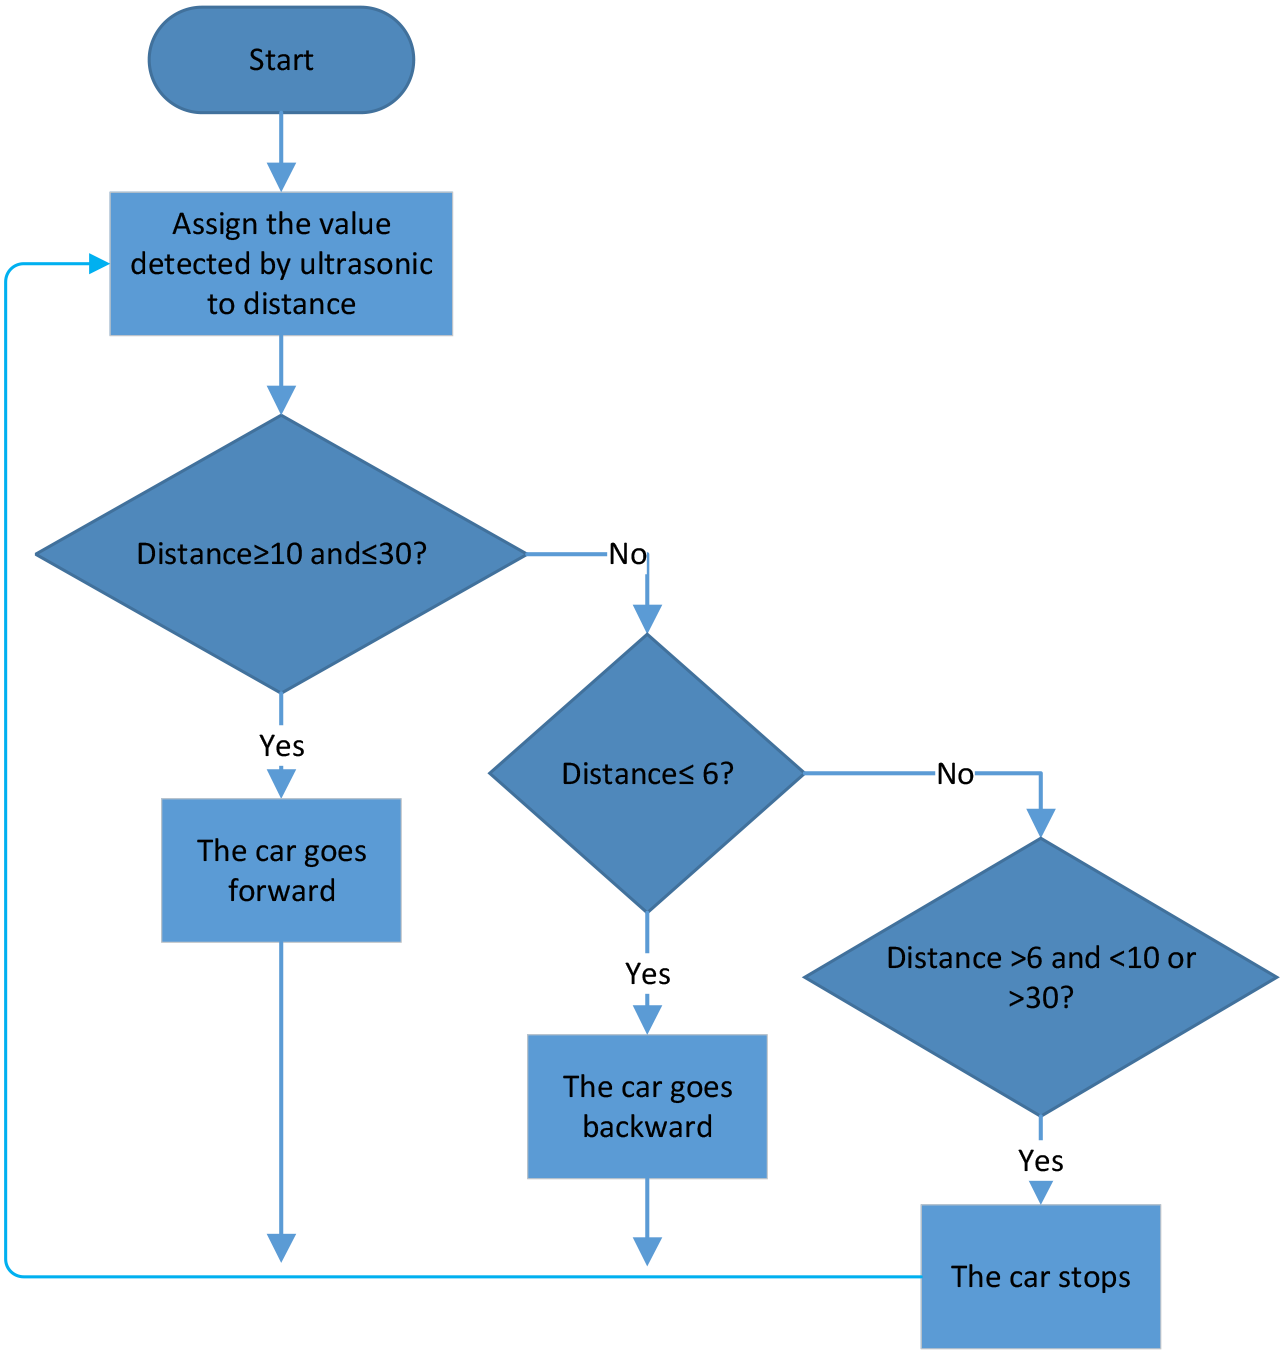 Start
Assign the value
detected by ultrasonic
to distance
Distance≥10 and≤30?
No
Yes
The car goes
forward
Distance≤ 6?
No
Yes
The car goes
backward
Distance >6 and <10 or
>30?
Yes
The car stops